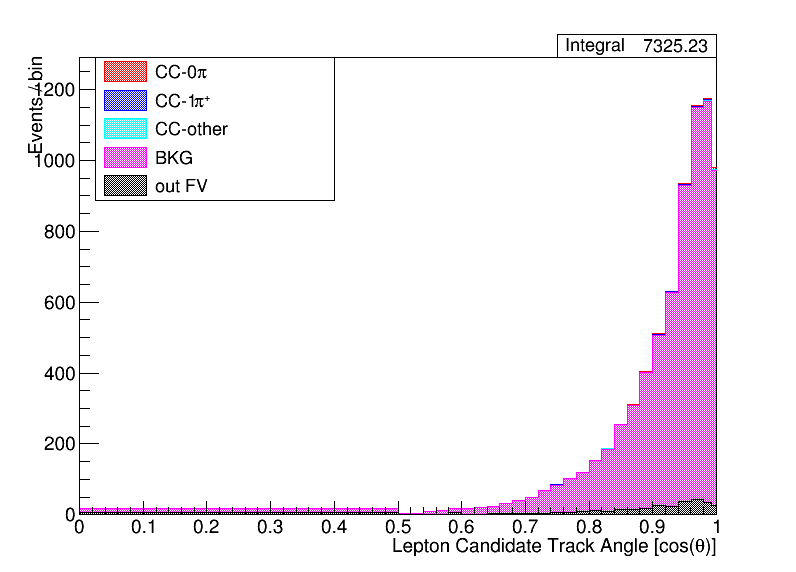 Integral 7325.23
Events / bin
CC-0π
CC-1π⁺
CC-other
BKG
out FV
1200
1000
800
600
400
200
0
0 0.1 0.2 0.3 0.4 0.5 0.6 0.7 0.8 0.9 1
Lepton Candidate Track Angle [cos(θ)]